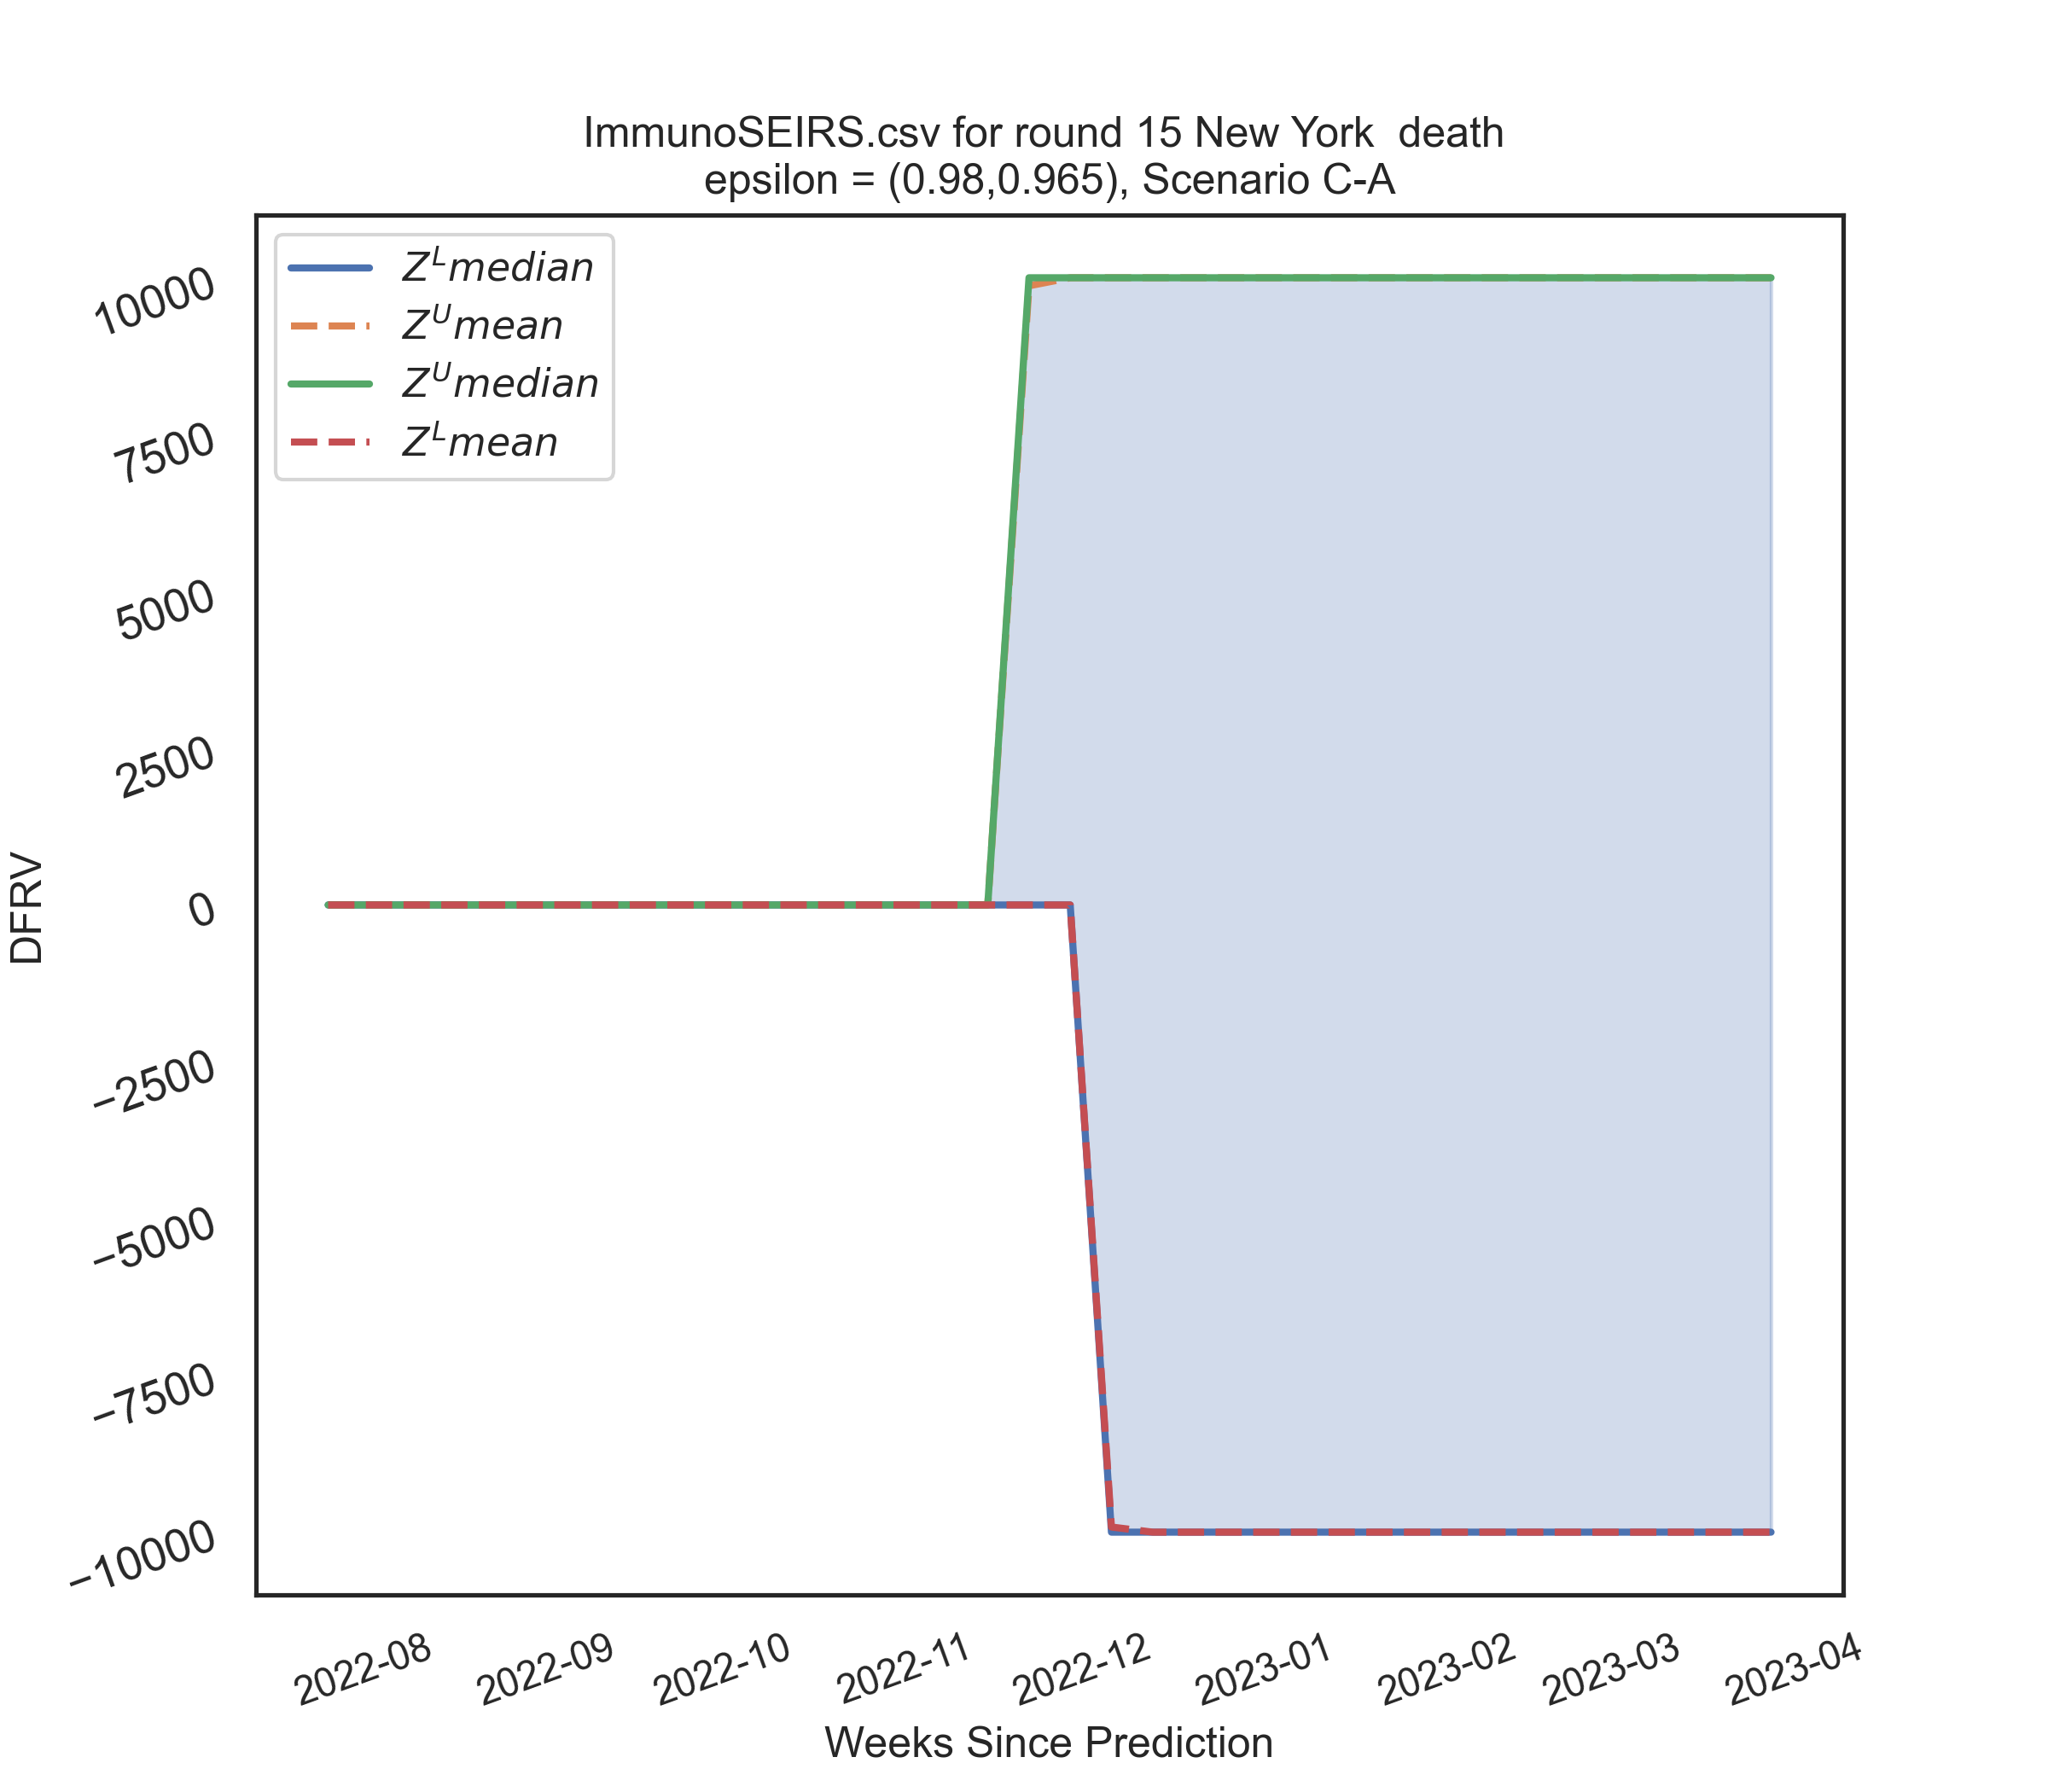 ImmunoSEIRS.csv for round 15 New York  death
epsilon = (0.98,0.965), Scenario C-A
Z^L median
Z^U mean
Z^U median
Z^L mean
10000
7500
5000
2500
0
−2500
−5000
−7500
−10000
DFRV
2022-08
2022-09
2022-10
2022-11
2022-12
2023-01
2023-02
2023-03
2023-04
Weeks Since Prediction